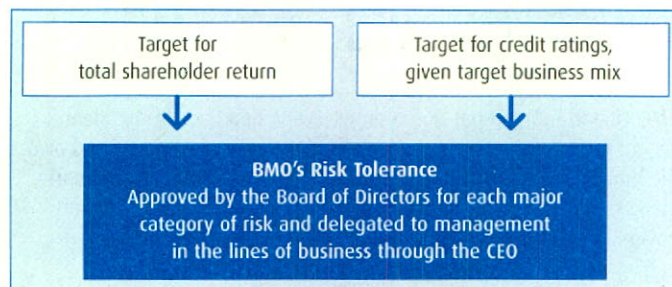 Target for
total shareholder return
Target for credit ratings,
given target business mix
BMO's Risk Tolerance
Approved by the Board of Directors for each major
category of risk and delegated to management
in the lines of business through the CEO